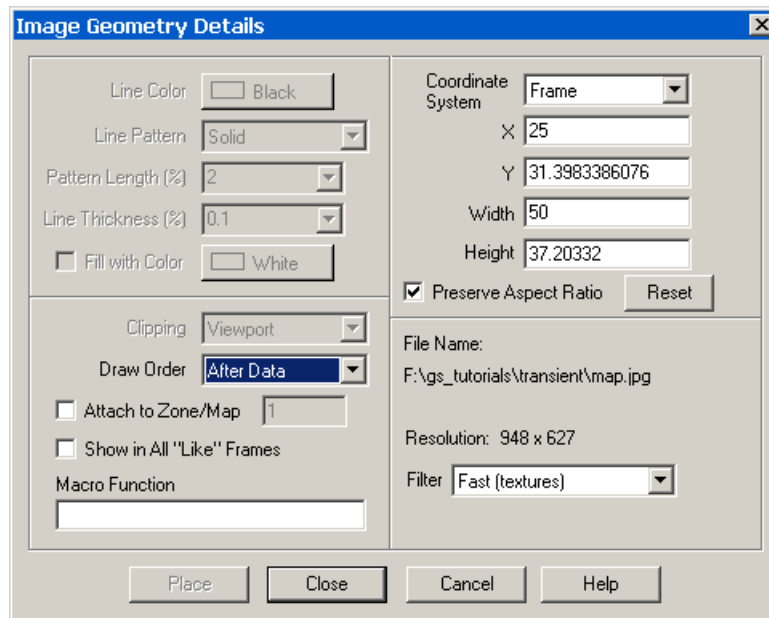 Image Geometry Details
Line Color Black
Line Pattern Solid
Pattern Length (%) 2
Line Thickness (%) 0.1
Fill with Color White
Clipping Viewport
Draw Order After Data
Attach to Zone/Map 1
Show in All "Like" Frames
Macro Function
Coordinate
System
Frame
X 25
Y 31.3983386076
Width 50
Height 37.20332
Preserve Aspect Ratio Reset
File Name:
F:\gs_tutorials\transient\map.jpg
Resolution: 948 x 627
Filter Fast (textures)
Place Close Cancel Help